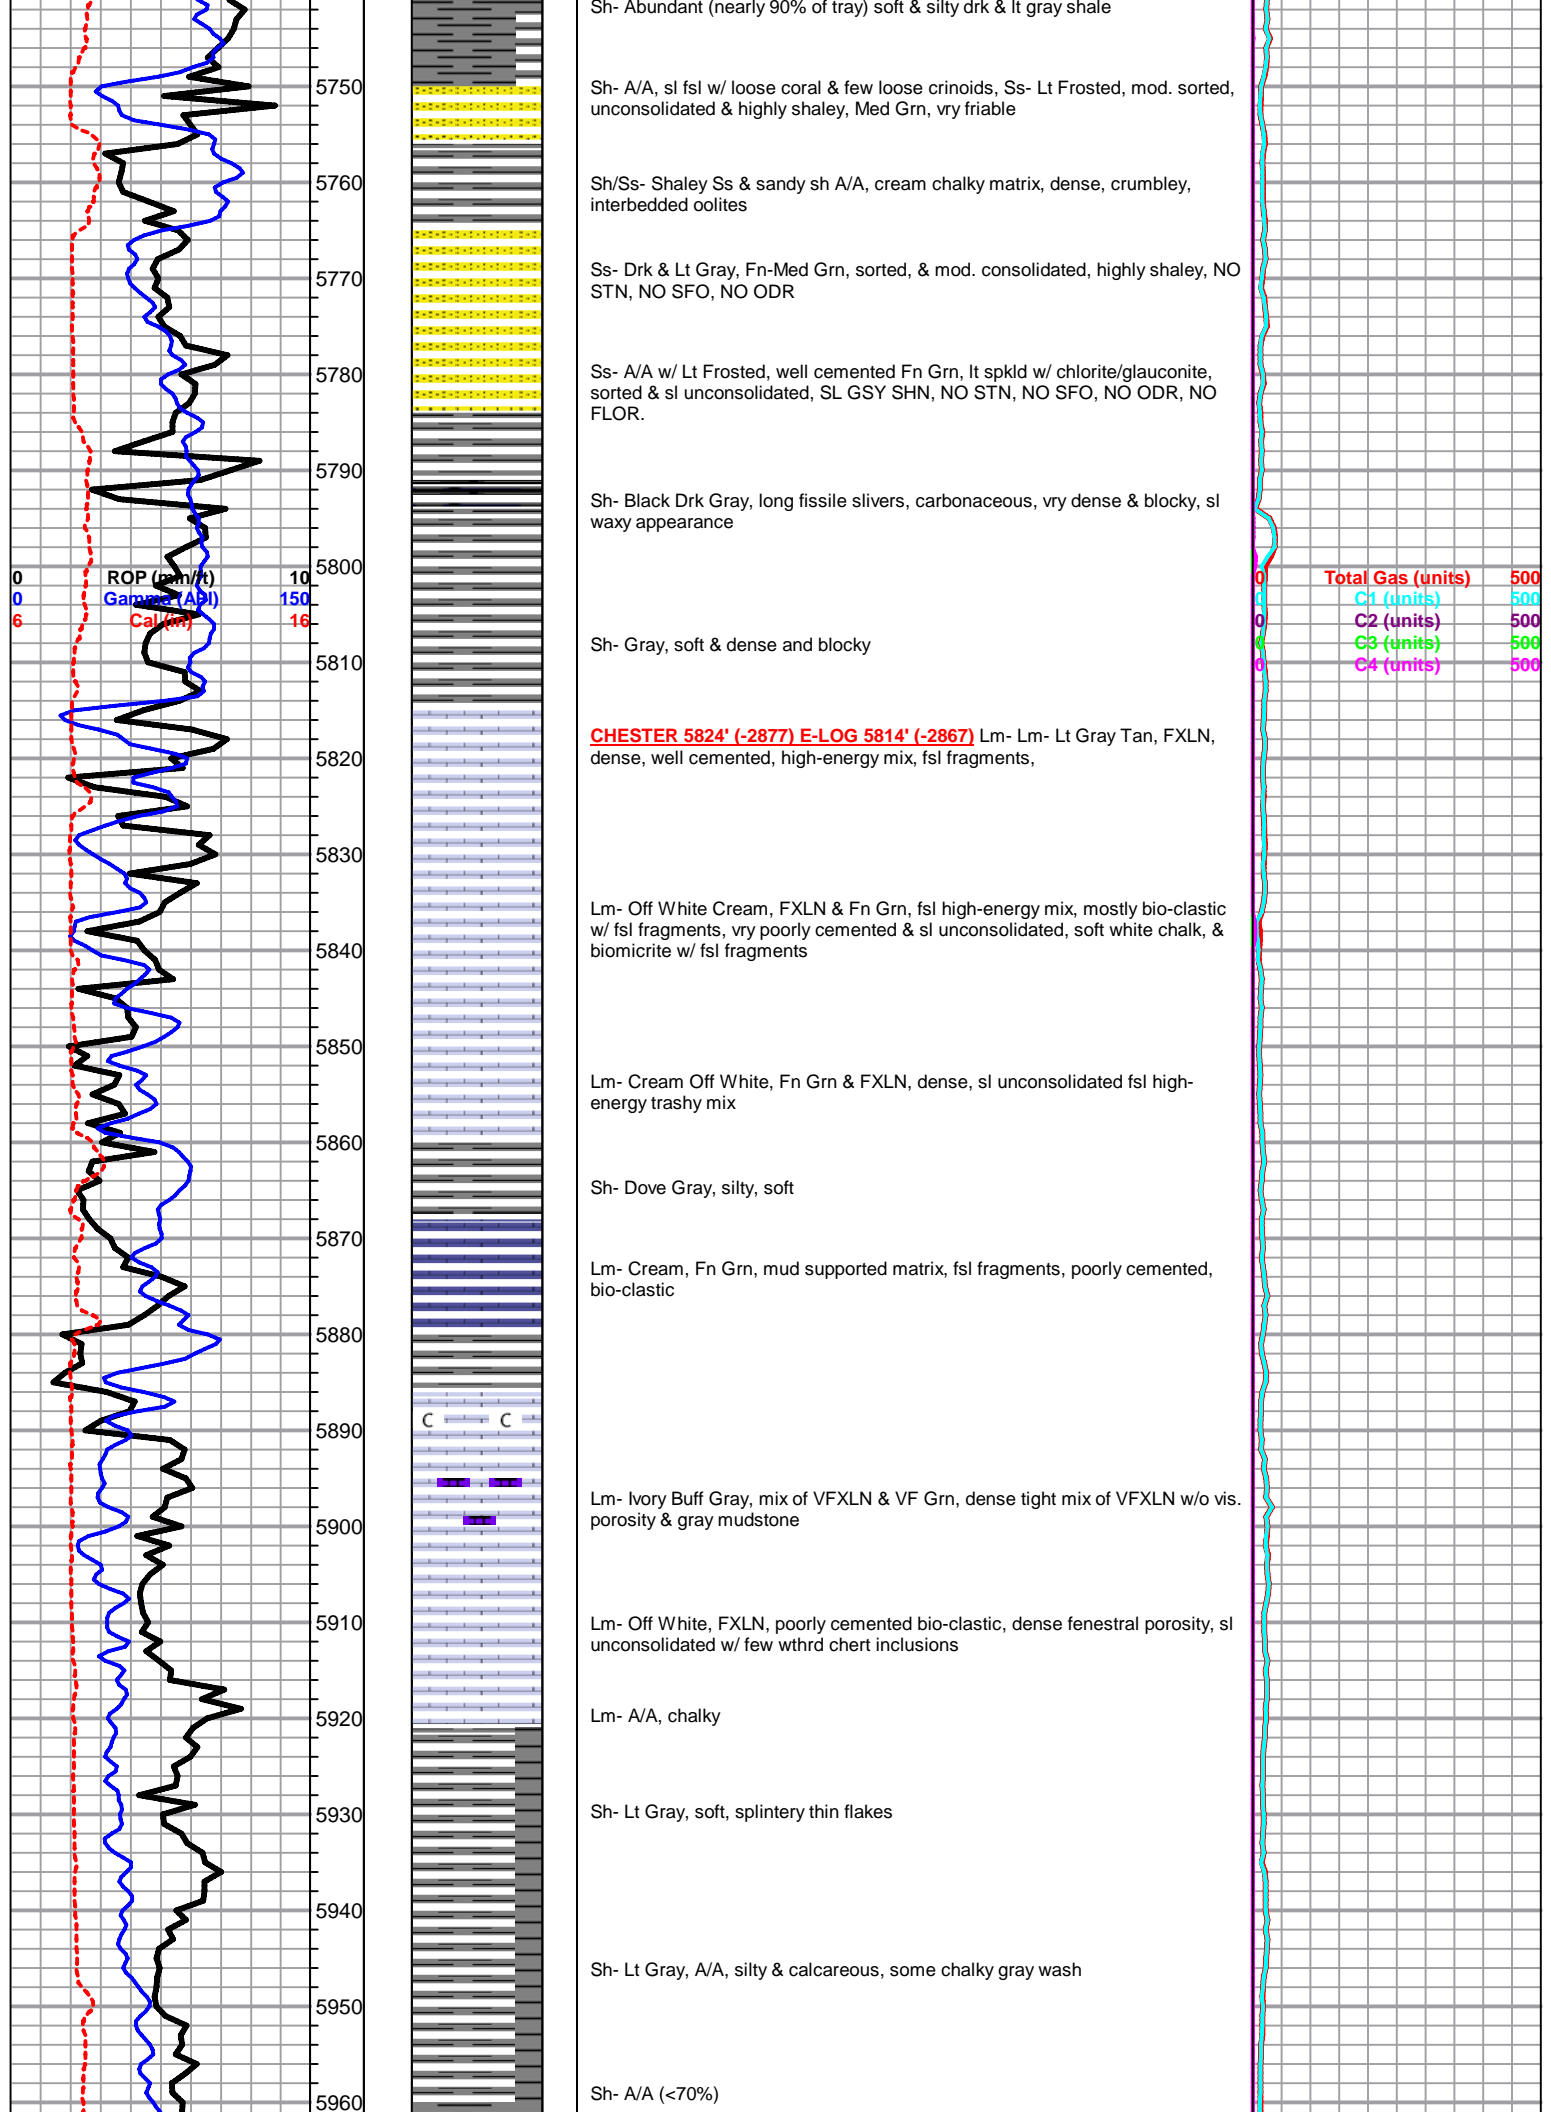 Sh- Abundant (nearly 90% of tray) soft & silty drk & lt gray shale
5750
Sh- A/A, sl fsl w/ loose coral & few loose crinoids, Ss- Lt Frosted, mod. sorted,
unconsolidated & highly shaley, Med Grn, vry friable
5760
Sh/Ss- Shaley Ss & sandy sh A/A, cream chalky matrix, dense, crumbley,
interbedded oolites
5770
Ss- Drk & Lt Gray, Fn-Med Grn, sorted, & mod. consolidated, highly shaley, NO
STN, NO SFO, NO ODR
5780
Ss- A/A w/ Lt Frosted, well cemented Fn Grn, lt spkld w/ chlorite/glauconite,
sorted & sl unconsolidated, SL GSY SHN, NO STN, NO SFO, NO ODR, NO
FLOR.
5790
Sh- Black Drk Gray, long fissile slivers, carbonaceous, vry dense & blocky, sl
waxy appearance
5800
0 ROP (mm/ft) 10
0 Gamma (API) 150
6 Cal (in) 16
0 Total Gas (units) 500
0 C1 (units) 500
0 C2 (units) 500
0 C3 (units) 500
0 C4 (units) 500
5810
Sh- Gray, soft & dense and blocky
CHESTER 5824' (-2877) E-LOG 5814' (-2867) Lm- Lm- Lt Gray Tan, FXLN,
dense, well cemented, high-energy mix, fsl fragments,
5820
5830
Lm- Off White Cream, FXLN & Fn Grn, fsl high-energy mix, mostly bio-clastic
w/ fsl fragments, vry poorly cemented & sl unconsolidated, soft white chalk, &
biomicrite w/ fsl fragments
5840
5850
Lm- Cream Off White, Fn Grn & FXLN, dense, sl unconsolidated fsl high-
energy trashy mix
5860
Sh- Dove Gray, silty, soft
5870
Lm- Cream, Fn Grn, mud supported matrix, fsl fragments, poorly cemented,
bio-clastic
5880
C C
5890
Lm- Ivory Buff Gray, mix of VFXLN & VF Grn, dense tight mix of VFXLN w/o vis.
porosity & gray mudstone
5900
5910
Lm- Off White, FXLN, poorly cemented bio-clastic, dense fenestral porosity, sl
unconsolidated w/ few wthrd chert inclusions
Lm- A/A, chalky
5920
5930
Sh- Lt Gray, soft, splintery thin flakes
5940
Sh- Lt Gray, A/A, silty & calcareous, some chalky gray wash
5950
Sh- A/A (<70%)
5960